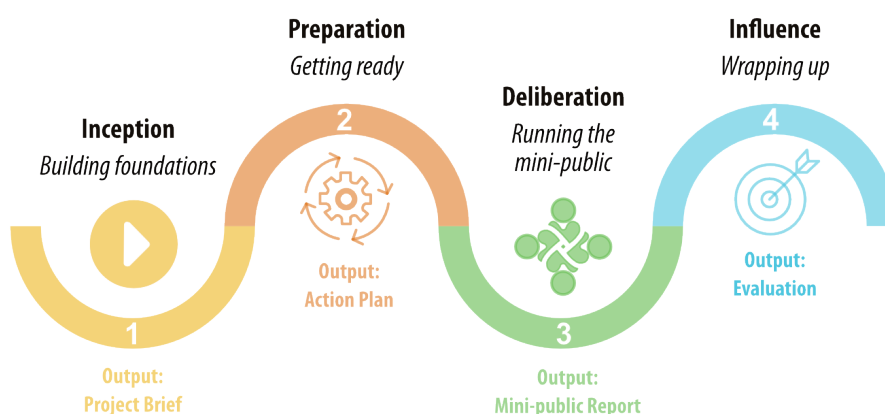 Inception
Building foundations
1
Output:
Project Brief
Preparation
Getting ready
2
Output:
Action Plan
Deliberation
Running the
mini-public
3
Output:
Mini-public Report
Influence
Wrapping up
4
Output:
Evaluation